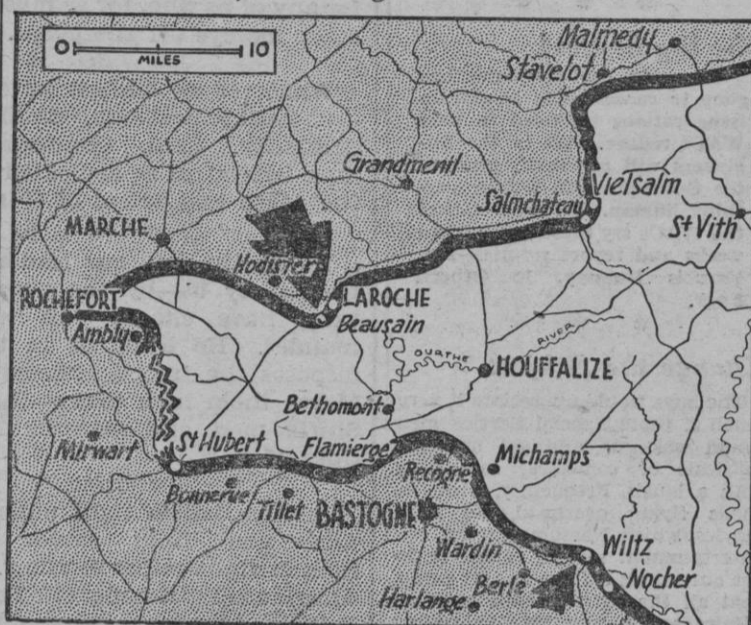 0 10
MILES
Malmedy
Stavelot
Grandmenil
Vielsalm
Salmchateau
St Vith
MARCHE
Hodister
LAROCHE
ROCHEFORT
Beausain
Ambly
OURTHE
RIVER
HOUFFALIZE
Bethomont
Mirwart
St Hubert
Flamierge
Recogne
Michamps
Bonnerue
Tillet
BASTOGNE
Wardin
Wiltz
Berle
Nocher
Harlange